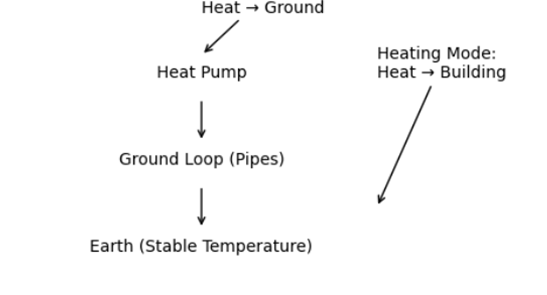 Heat → Ground
Heating Mode:
Heat → Building
Heat Pump
Ground Loop (Pipes)
Earth (Stable Temperature)